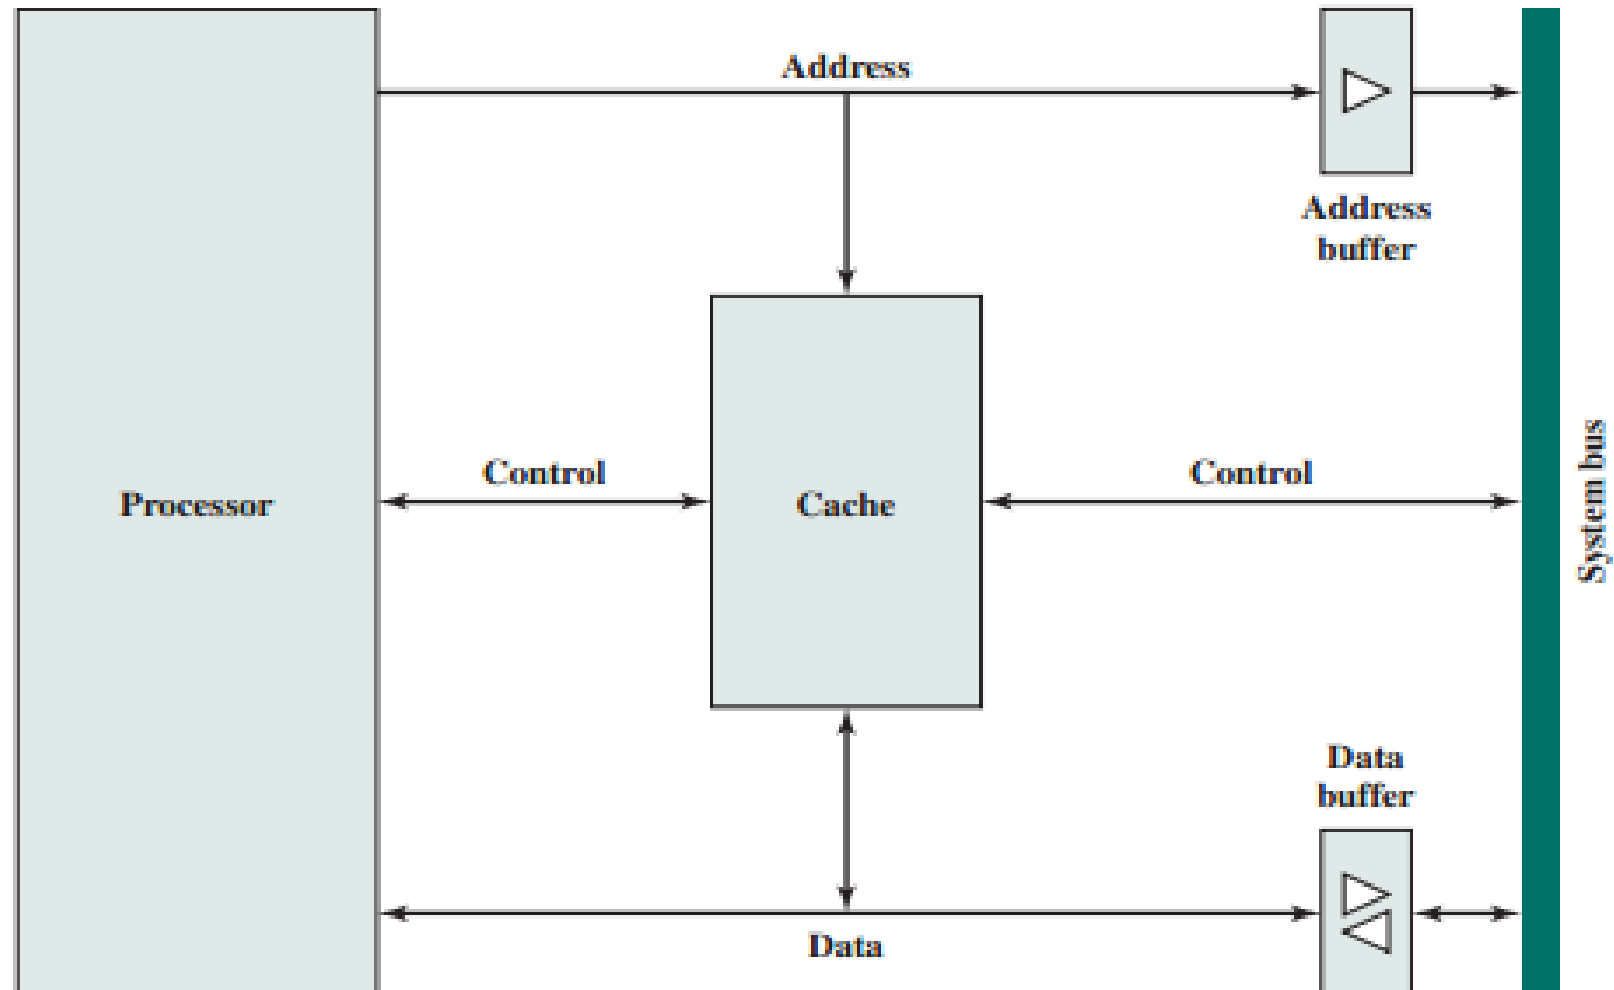 Address
Address
buffer
Control
Control
Processor
Cache
System bus
Data
buffer
Data